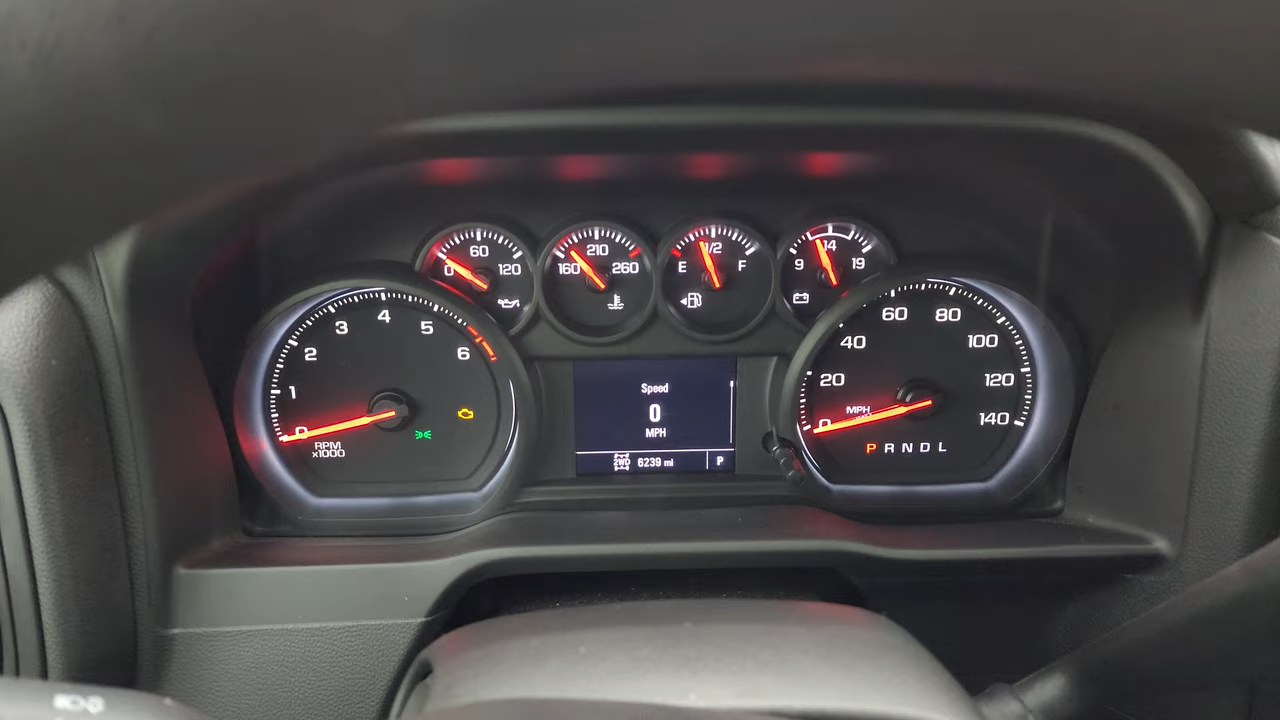 0 60 120
160 210 260
E 1/2 F
9 14 19
0 1 2 3 4 5 6
RPM
x1000
Speed
0
MPH
2WD 6239 mi P
0 20 40 60 80 100 120 140
MPH
P R N D L